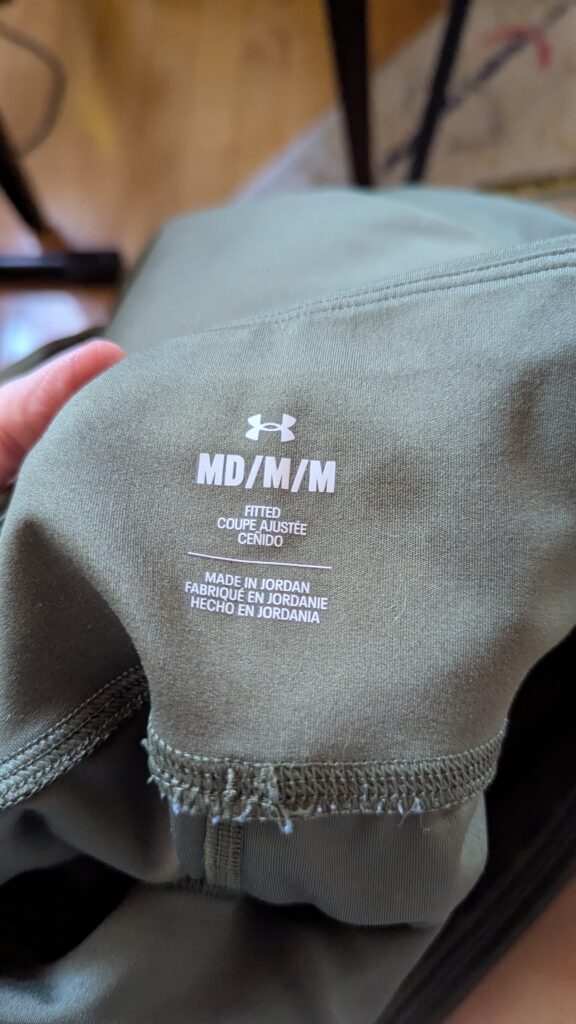 MD/M/M
FITTED
COUPE AJUSTÉE
CEÑIDO
MADE IN JORDAN
FABRIQUÉ EN JORDANIE
HECHO EN JORDANIA